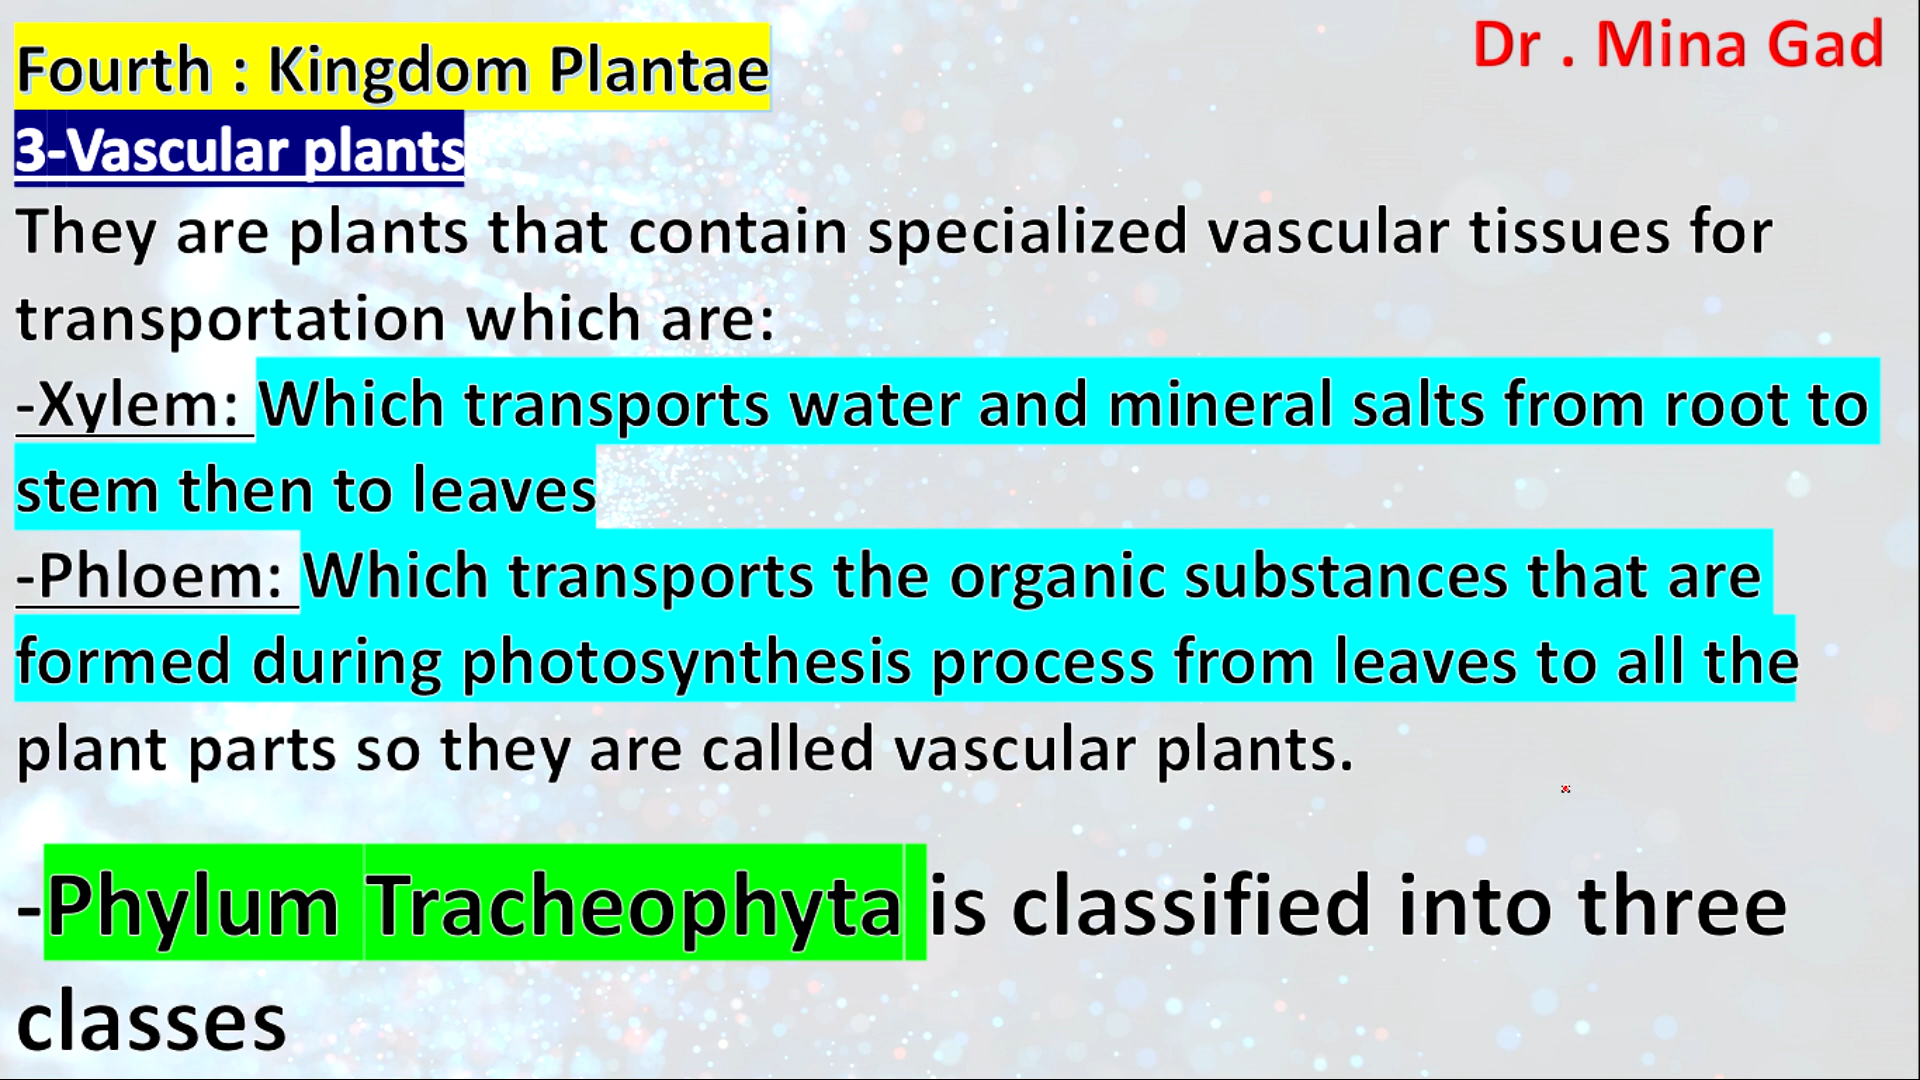 Fourth : Kingdom Plantae
Dr . Mina Gad
3-Vascular plants
They are plants that contain specialized vascular tissues for
transportation which are:
-Xylem: Which transports water and mineral salts from root to
stem then to leaves
-Phloem: Which transports the organic substances that are
formed during photosynthesis process from leaves to all the
plant parts so they are called vascular plants.
-Phylum Tracheophyta is classified into three
classes